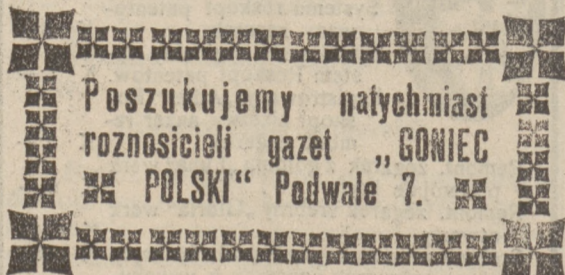 Poszukujemy natychmiast
roznosicieli gazet „GONIEC
POLSKI“ Podwale 7.